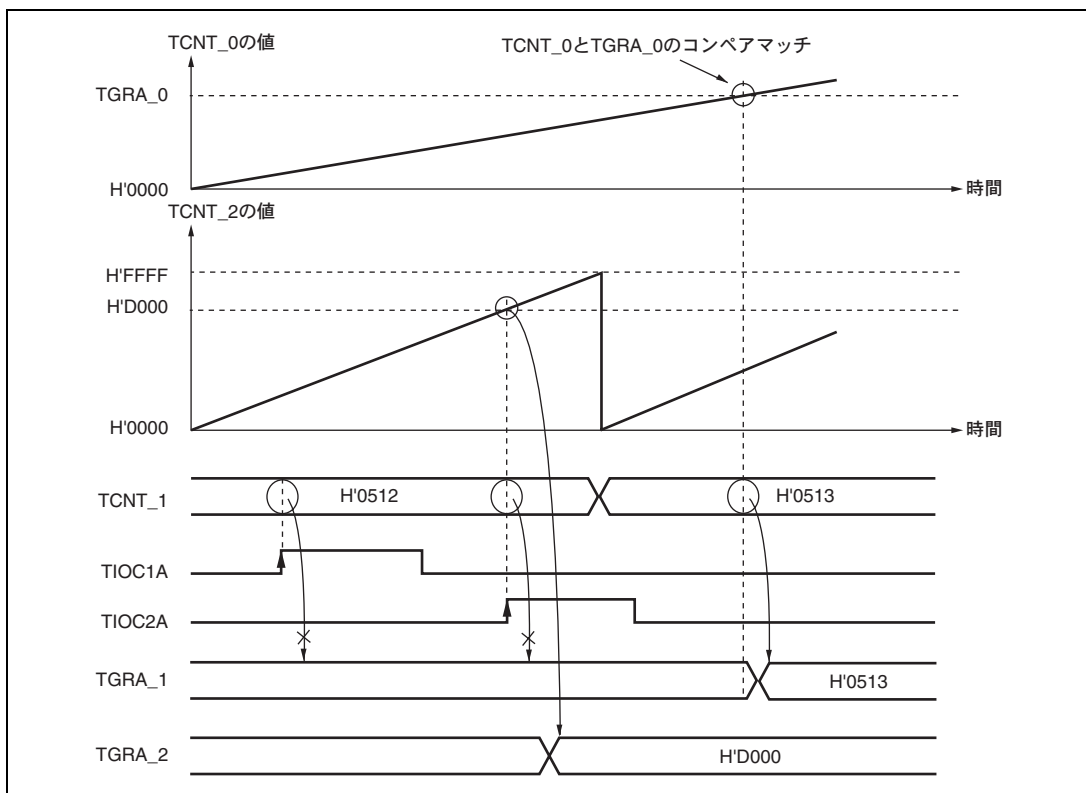 TCNT_0の値
TCNT_0とTGRA_0のコンペアマッチ
TGRA_0
H'0000
時間
TCNT_2の値
H'FFFF
H'D000
H'0000
時間
TCNT_1
H'0512
H'0513
TIOC1A
TIOC2A
TGRA_1
H'0513
TGRA_2
H'D000